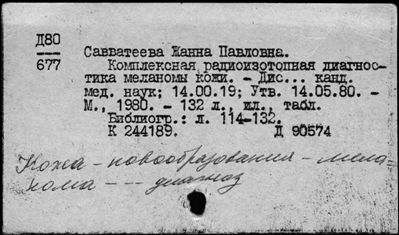 Д80
677
Савватеева Жанна Павловна.
Комплексная радиоизотопная диагнос-
тика меланомы кожи. - Дис... канд.
мед. наук; 14.00.19; Утв. 14.05.80. -
М., 1980. - 132 л., ил., табл.
Библиогр.: л. 114-132.
К 244189. Д 90574
Кожа - новообразования - мела-
нома - - - диагноз